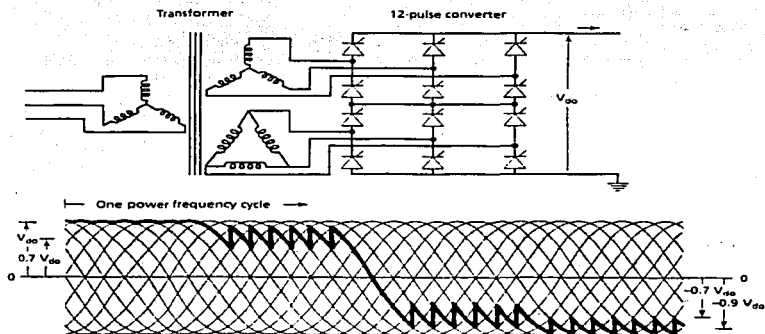 Transformer 12-pulse converter
V_do
One power frequency cycle
V_do
0.7 V_do
0 0
-0.7 V_do
-0.9 V_do